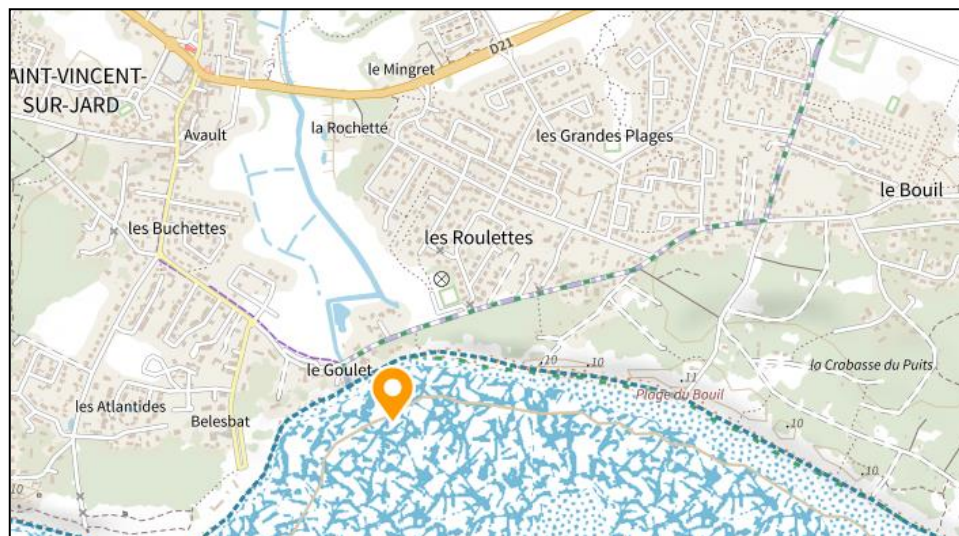 D21
le Mingret
AINT-VINCENT-
SUR-JARD
la Rochette
Avault
les Grandes Plages
le Bouil
les Buchettes
les Roulettes
10
10
le Goulet
11
la Crabasse du Puits
Plage du Bouil
les Atlantides
Belesbat
10
10
10